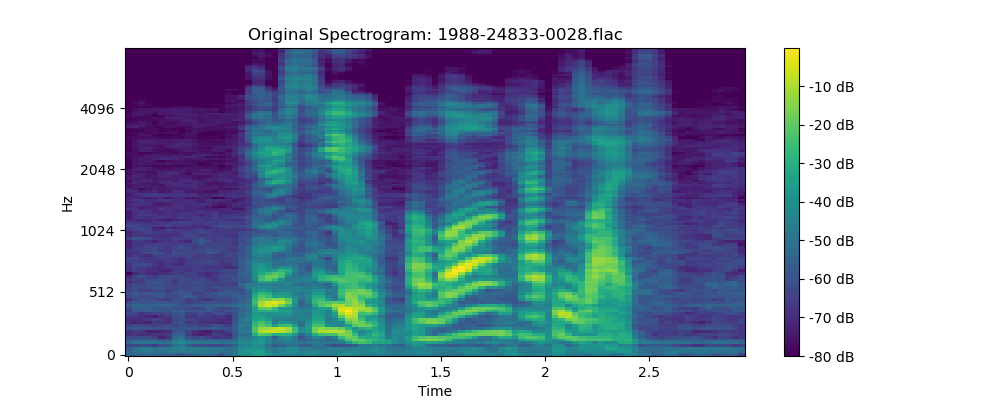 Original Spectrogram: 1988-24833-0028.flac
Hz
4096
2048
1024
512
0
0 0.5 1 1.5 2 2.5
Time
-10 dB
-20 dB
-30 dB
-40 dB
-50 dB
-60 dB
-70 dB
-80 dB